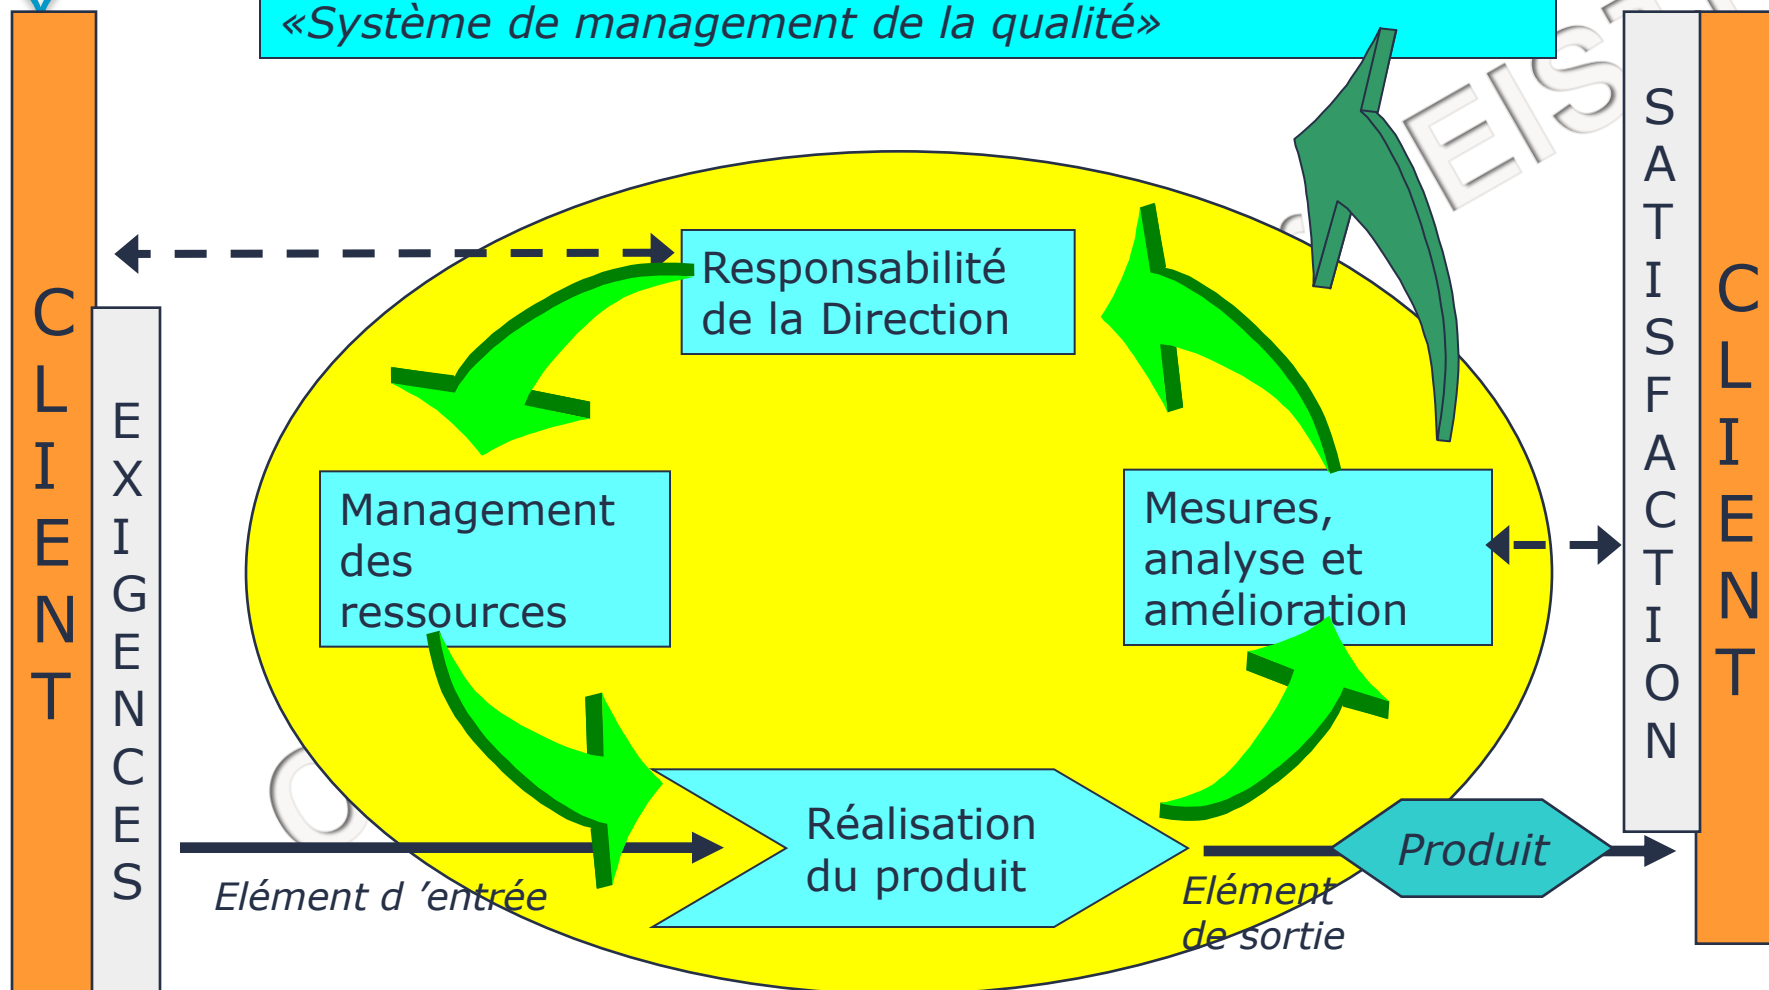 «Système de management de la qualité»
CLIENT
EXIGENCES
Responsabilité
de la Direction
Management
des
ressources
Mesures,
analyse et
amélioration
Réalisation
du produit
Elément d ’entrée
Elément
de sortie
Produit
SATISFACTION
CLIENT